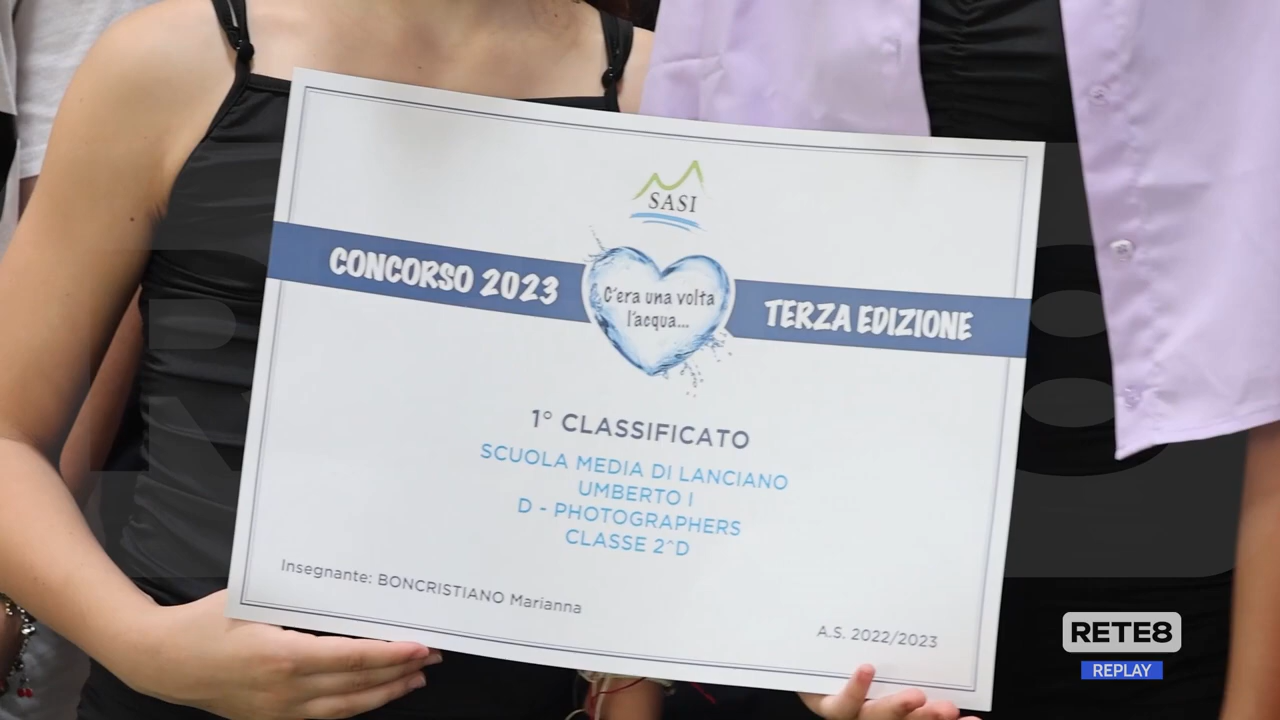 SASI
CONCORSO 2023
C'era una volta
l'acqua...
TERZA EDIZIONE
1° CLASSIFICATO
SCUOLA MEDIA DI LANCIANO
UMBERTO I
D - PHOTOGRAPHERS
CLASSE 2^D
Insegnante: BONCRISTIANO Marianna
A.S. 2022/2023
RETE8
REPLAY